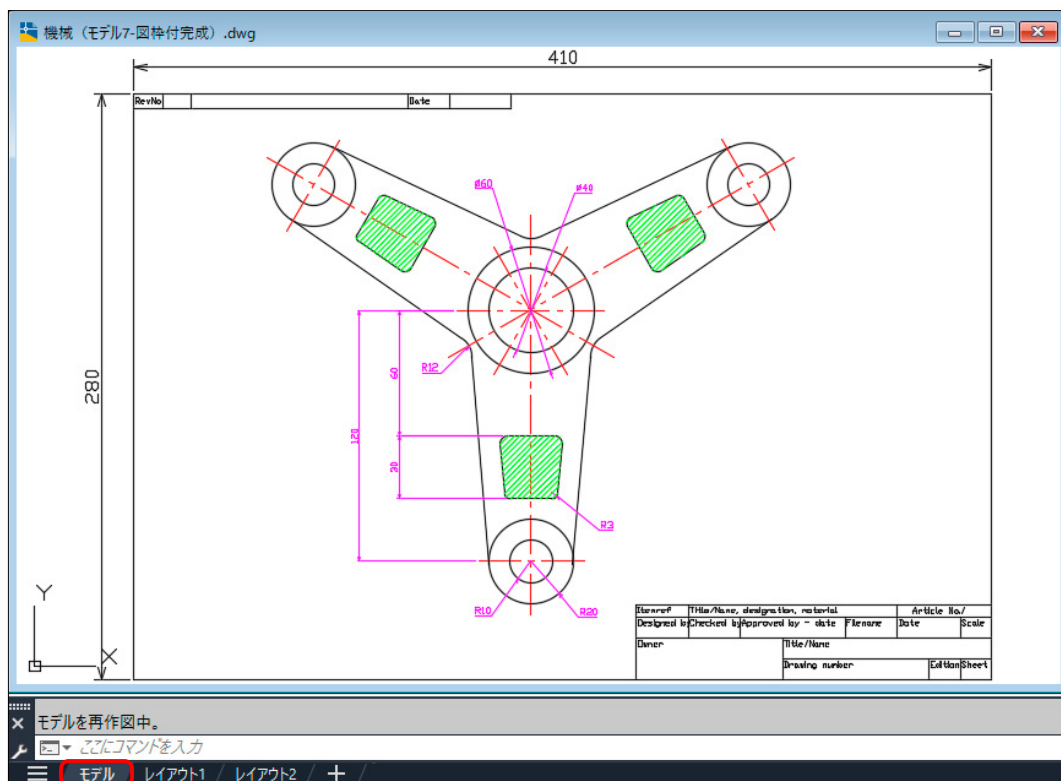 機械（モデル7-図枠付完成）.dwg
410
RevNo Date
280
Ø60
Ø40
60
R12
120
30
R3
R10
R20
Itemref Title/Name, designation, material Article No./
Designed by Checked by Approved by - date Filename Date Scale
Owner Title/Name
Drawing number Edition Sheet
Y
X
モデルを再作図中。
ここにコマンドを入力
モデル / レイアウト1 / レイアウト2 / +